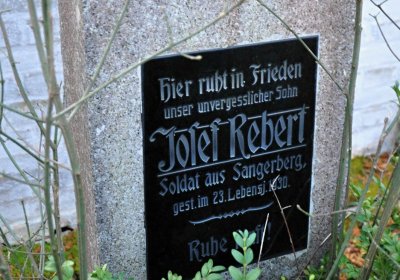 Hier ruht in Frieden
unser unvergesslicher Sohn
Josef Rebert
Soldat aus Sangerberg,
gest. im 23. Lebensj. 1930.
Ruhe